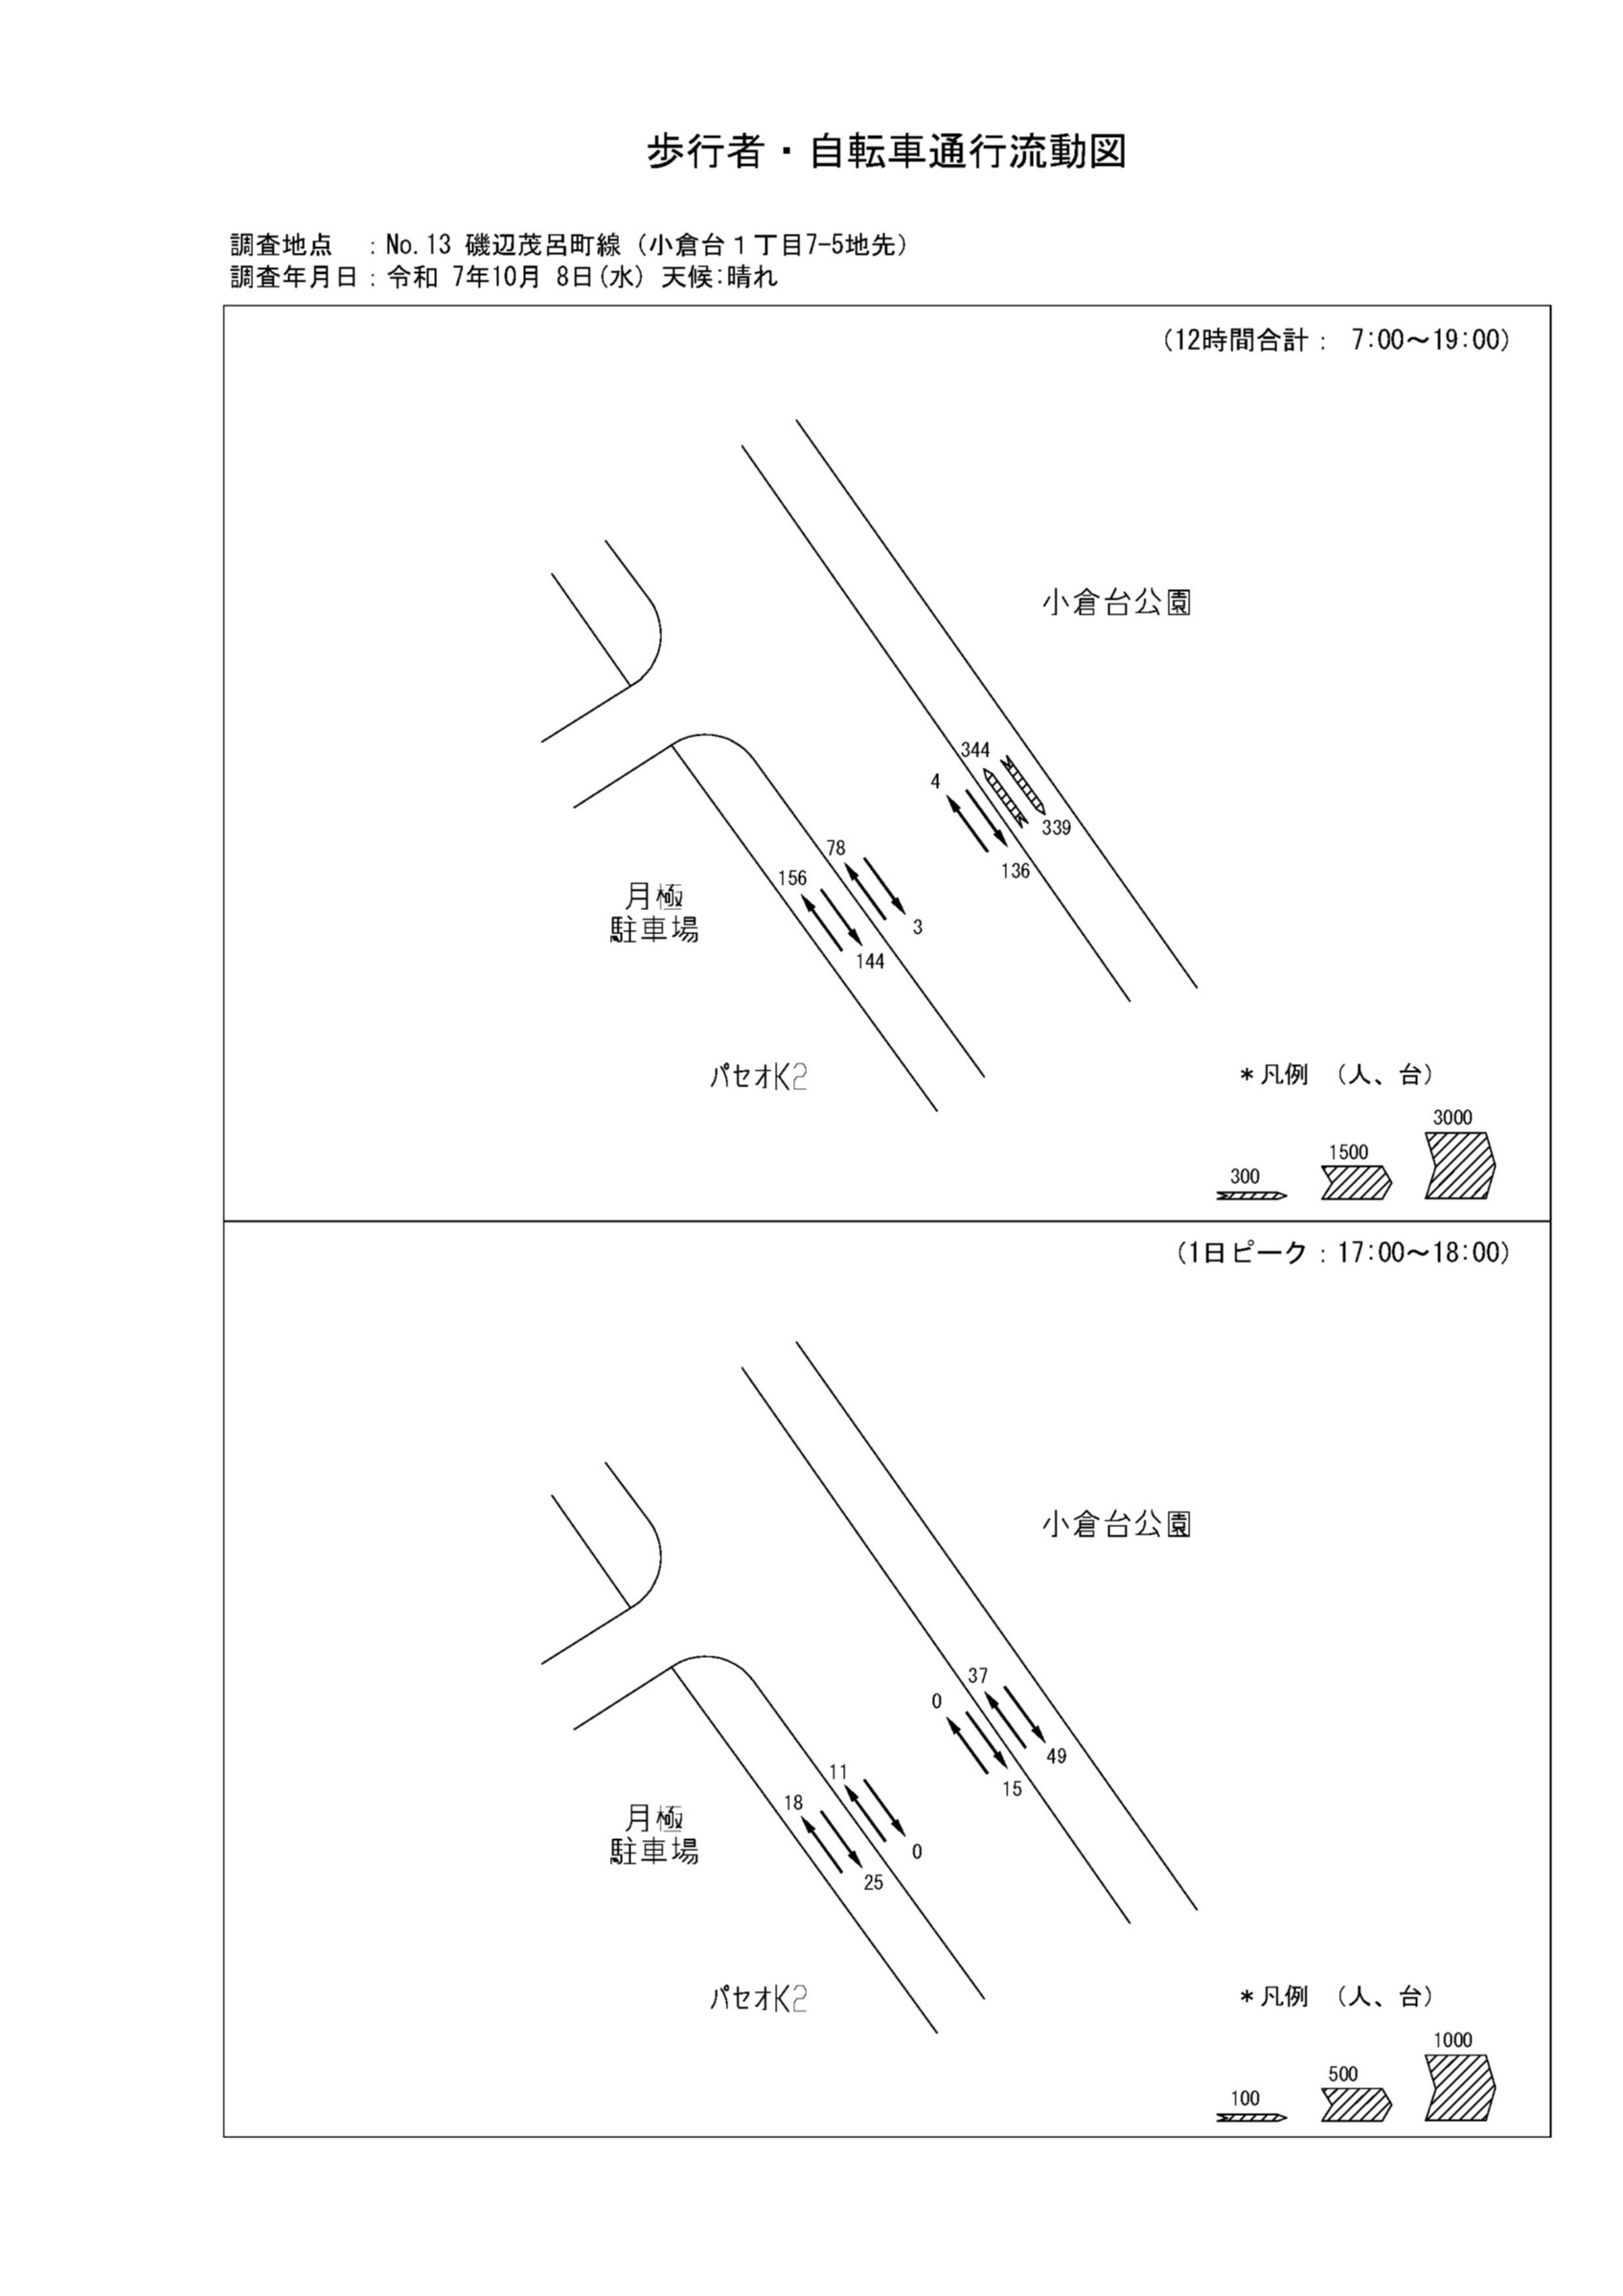 歩行者・自転車通行流動図
調査地点　：No.13 磯辺茂呂町線（小倉台１丁目7-5地先）
調査年月日：令和 7年10月 8日(水) 天候:晴れ
（12時間合計： 7:00～19:00）
小倉台公園
344
4
339
136
78
156
3
144
月極
駐車場
パセオK2
＊凡例　（人、台）
300
1500
3000
（1日ピーク：17:00～18:00）
小倉台公園
37
0
49
15
11
18
0
25
月極
駐車場
パセオK2
＊凡例　（人、台）
100
500
1000